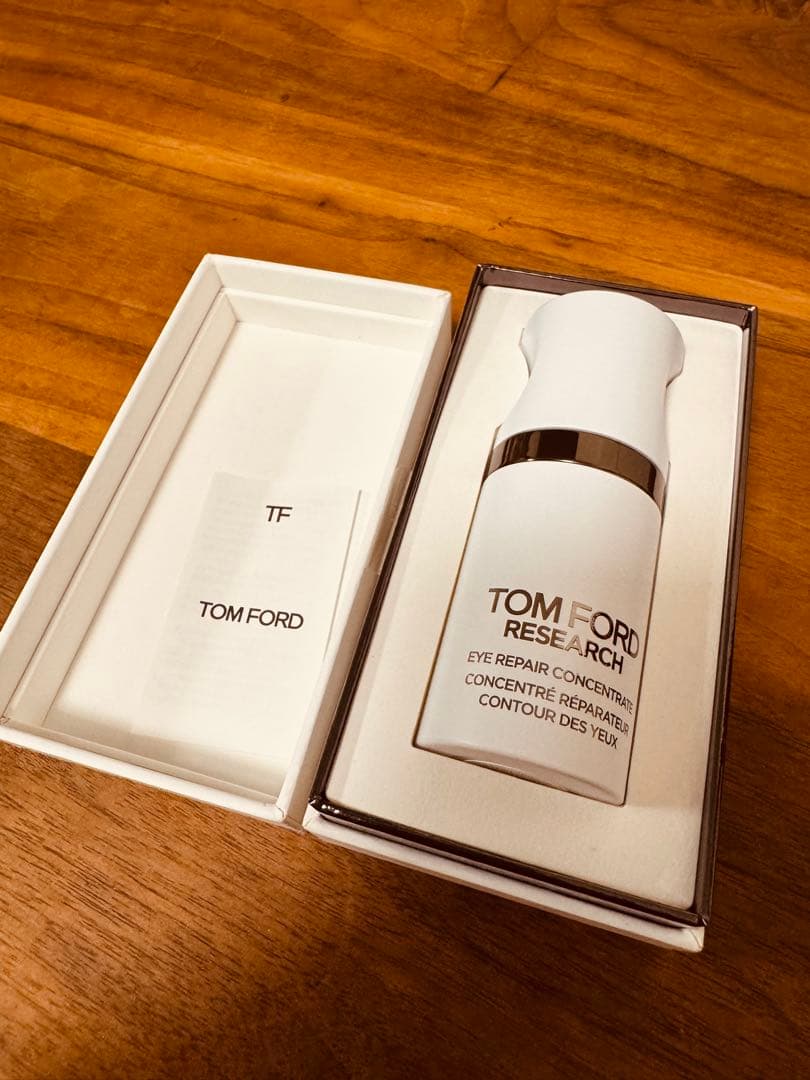 TF
TOM FORD
TOM FORD
RESEARCH
EYE REPAIR CONCENTRATE
CONCENTRÉ RÉPARATEUR
CONTOUR DES YEUX